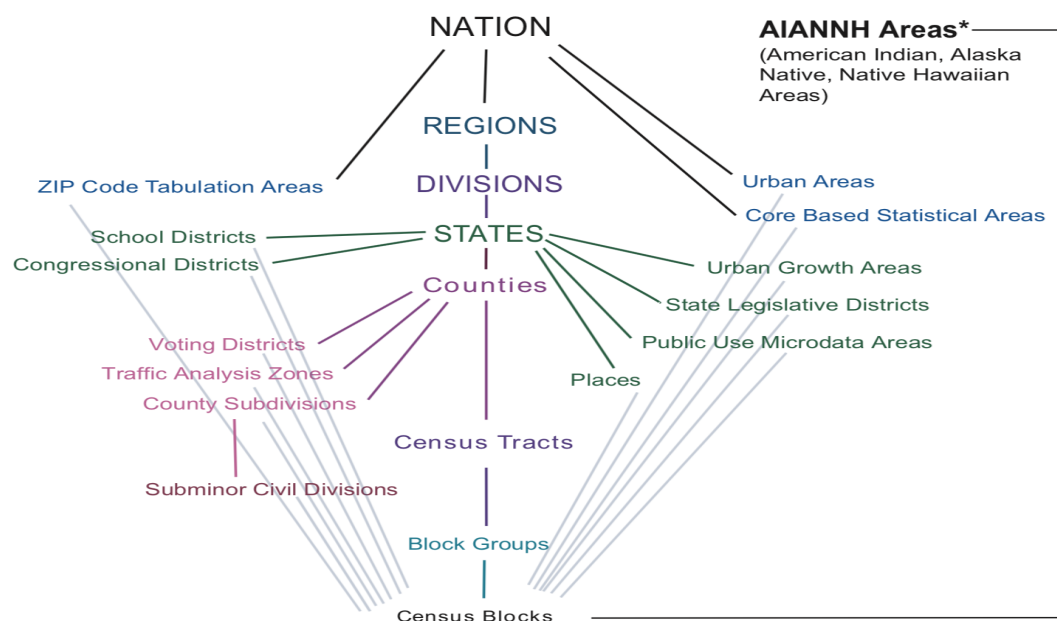 NATION
AIANNH Areas*
(American Indian, Alaska
Native, Native Hawaiian
Areas)
REGIONS
ZIP Code Tabulation Areas
DIVISIONS
Urban Areas
Core Based Statistical Areas
School Districts
STATES
Congressional Districts
Urban Growth Areas
Counties
State Legislative Districts
Voting Districts
Public Use Microdata Areas
Traffic Analysis Zones
Places
County Subdivisions
Census Tracts
Subminor Civil Divisions
Block Groups
Census Blocks